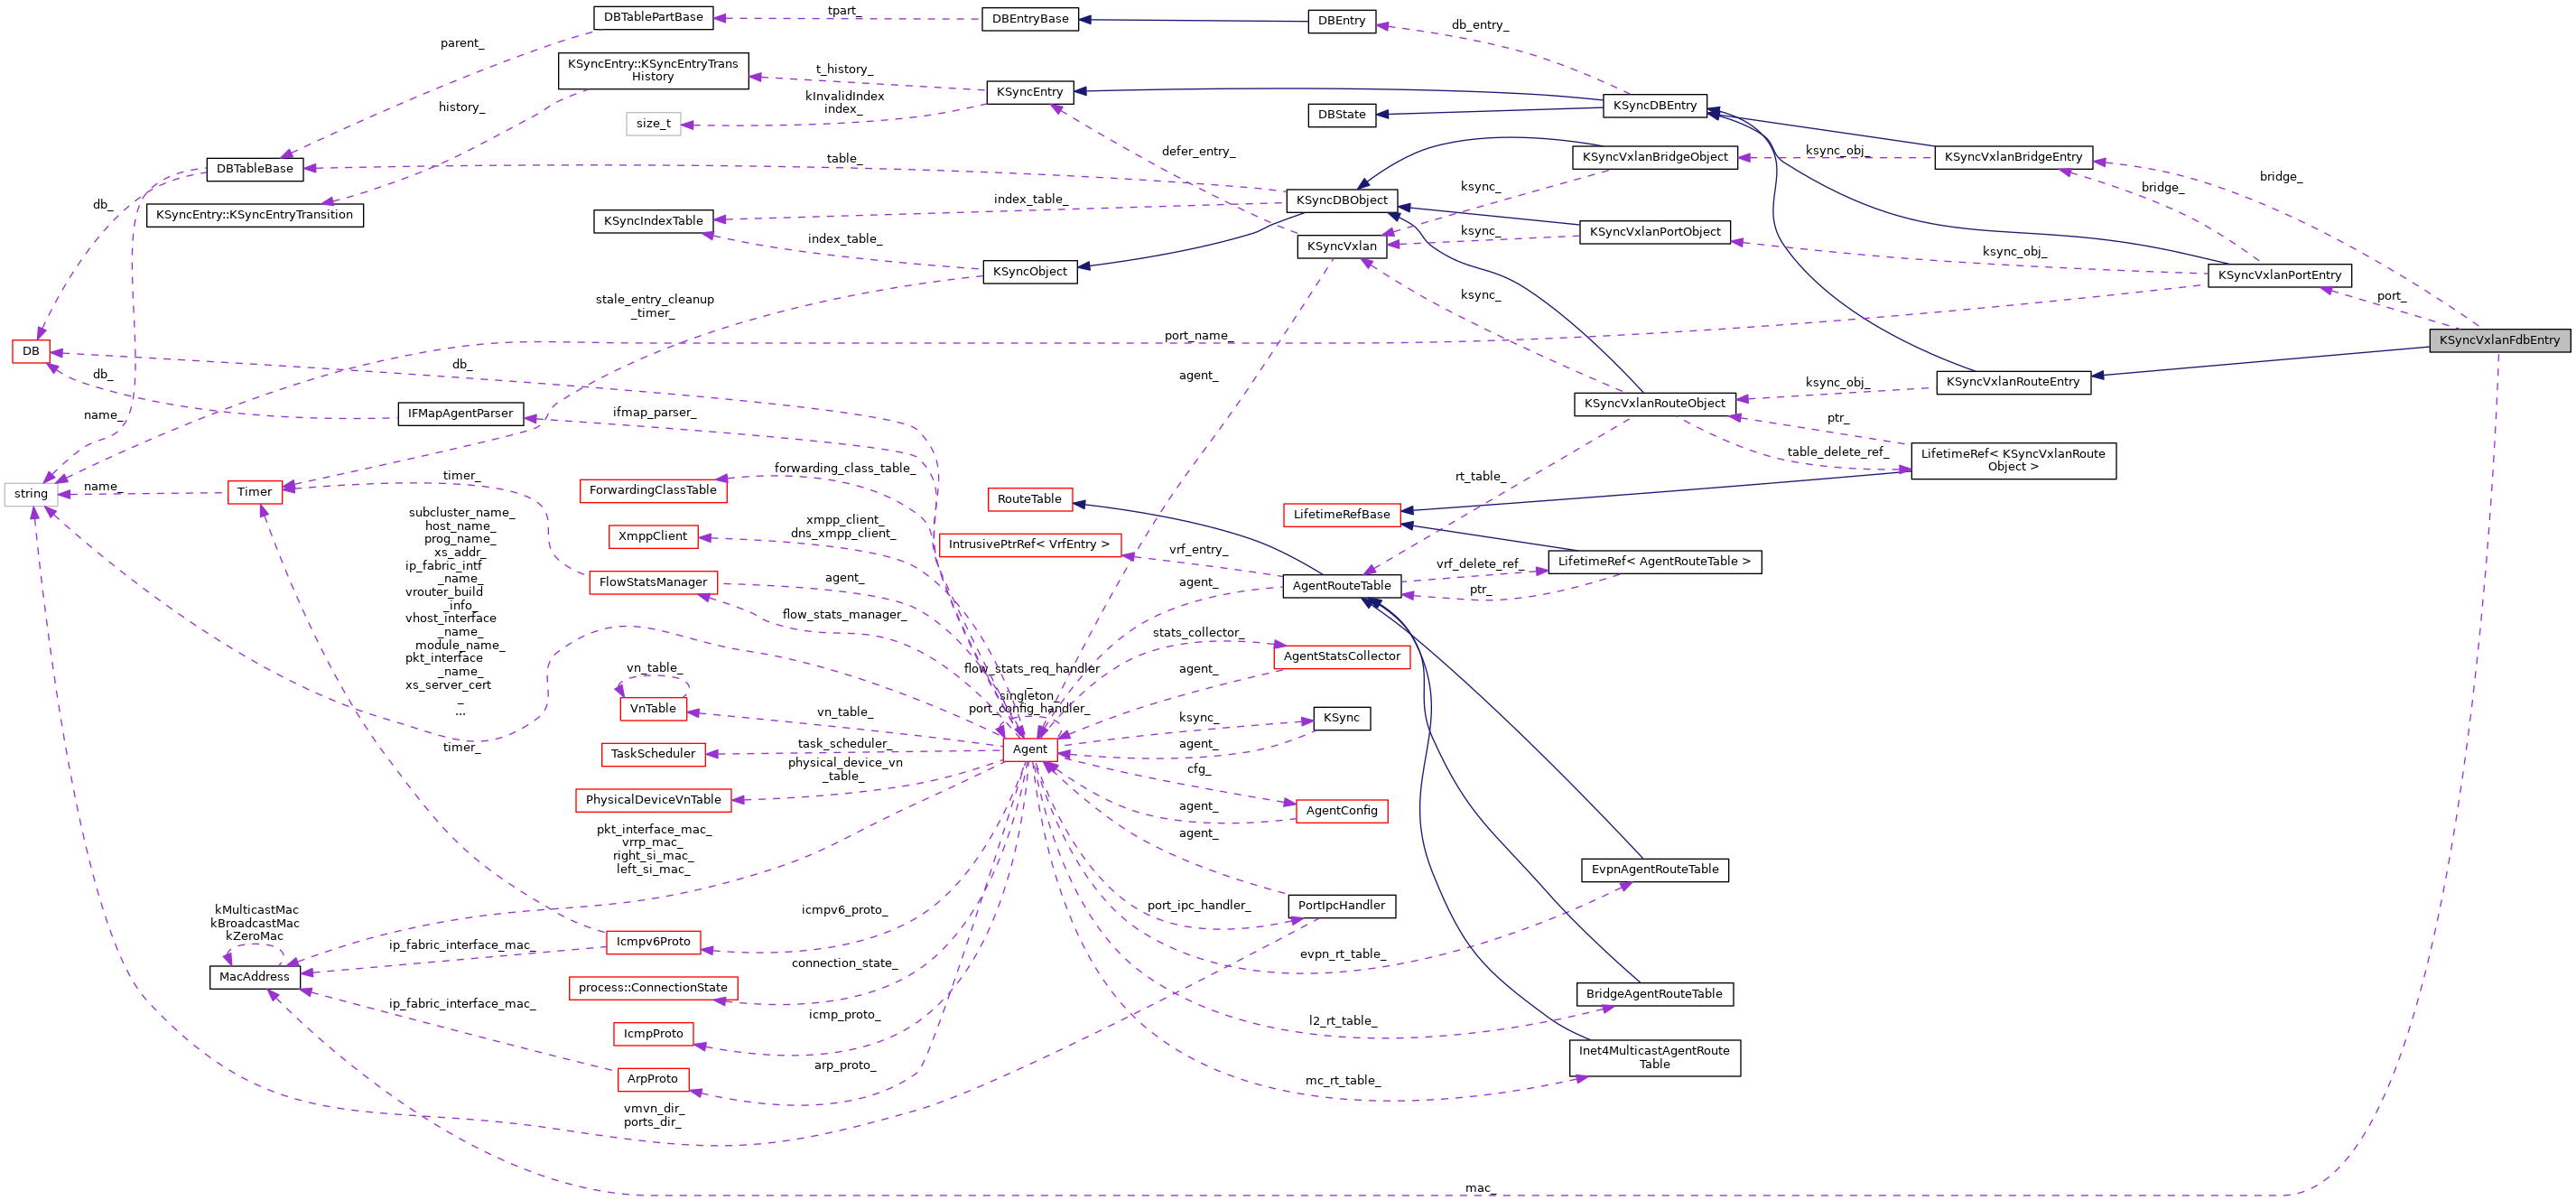 DBTablePartBase
tpart_
DBEntryBase
DBEntry
db_entry_
parent_
KSyncEntry::KSyncEntryTrans
History
t_history_
KSyncEntry
kInvalidIndex
index_
history_
size_t
KSyncDBEntry
DBState
defer_entry_
KSyncVxlanBridgeObject
ksync_obj_
KSyncVxlanBridgeEntry
DBTableBase
table_
ksync_
bridge_
bridge_
db_
KSyncEntry::KSyncEntryTransition
KSyncIndexTable
index_table_
KSyncDBObject
index_table_
KSyncVxlan
ksync_
KSyncVxlanPortObject
ksync_obj_
KSyncObject
KSyncVxlanPortEntry
stale_entry_cleanup
_timer_
ksync_
port_
port_name_
DB
db_
db_
KSyncVxlanFdbEntry
agent_
KSyncVxlanRouteEntry
ksync_obj_
KSyncVxlanRouteObject
name_
IFMapAgentParser
ifmap_parser_
ptr_
table_delete_ref_
LifetimeRef< KSyncVxlanRoute
Object >
forwarding_class_table_
timer_
rt_table_
string
name_
Timer
ForwardingClassTable
RouteTable
LifetimeRefBase
subcluster_name_
host_name_
prog_name_
xs_addr_
ip_fabric_intf
_name_
vrouter_build
_info_
vhost_interface
_name_
module_name_
pkt_interface
_name_
xs_server_cert
_
...
xmpp_client_
dns_xmpp_client_
XmppClient
IntrusivePtrRef< VrfEntry >
vrf_entry_
LifetimeRef< AgentRouteTable >
vrf_delete_ref_
ptr_
FlowStatsManager
agent_
agent_
AgentRouteTable
flow_stats_manager_
stats_collector_
AgentStatsCollector
vn_table_
flow_stats_req_handler
_
singleton_
port_config_handler_
agent_
VnTable
vn_table_
ksync_
KSync
timer_
TaskScheduler
task_scheduler_
Agent
agent_
physical_device_vn
_table_
cfg_
PhysicalDeviceVnTable
agent_
AgentConfig
agent_
pkt_interface_mac_
vrrp_mac_
right_si_mac_
left_si_mac_
EvpnAgentRouteTable
kMulticastMac
kBroadcastMac
kZeroMac
icmpv6_proto_
port_ipc_handler_
PortIpcHandler
ip_fabric_interface_mac_
Icmpv6Proto
evpn_rt_table_
MacAddress
connection_state_
process::ConnectionState
BridgeAgentRouteTable
ip_fabric_interface_mac_
icmp_proto_
l2_rt_table_
IcmpProto
Inet4MulticastAgentRoute
Table
arp_proto_
ArpProto
mc_rt_table_
vmvn_dir_
ports_dir_
mac_